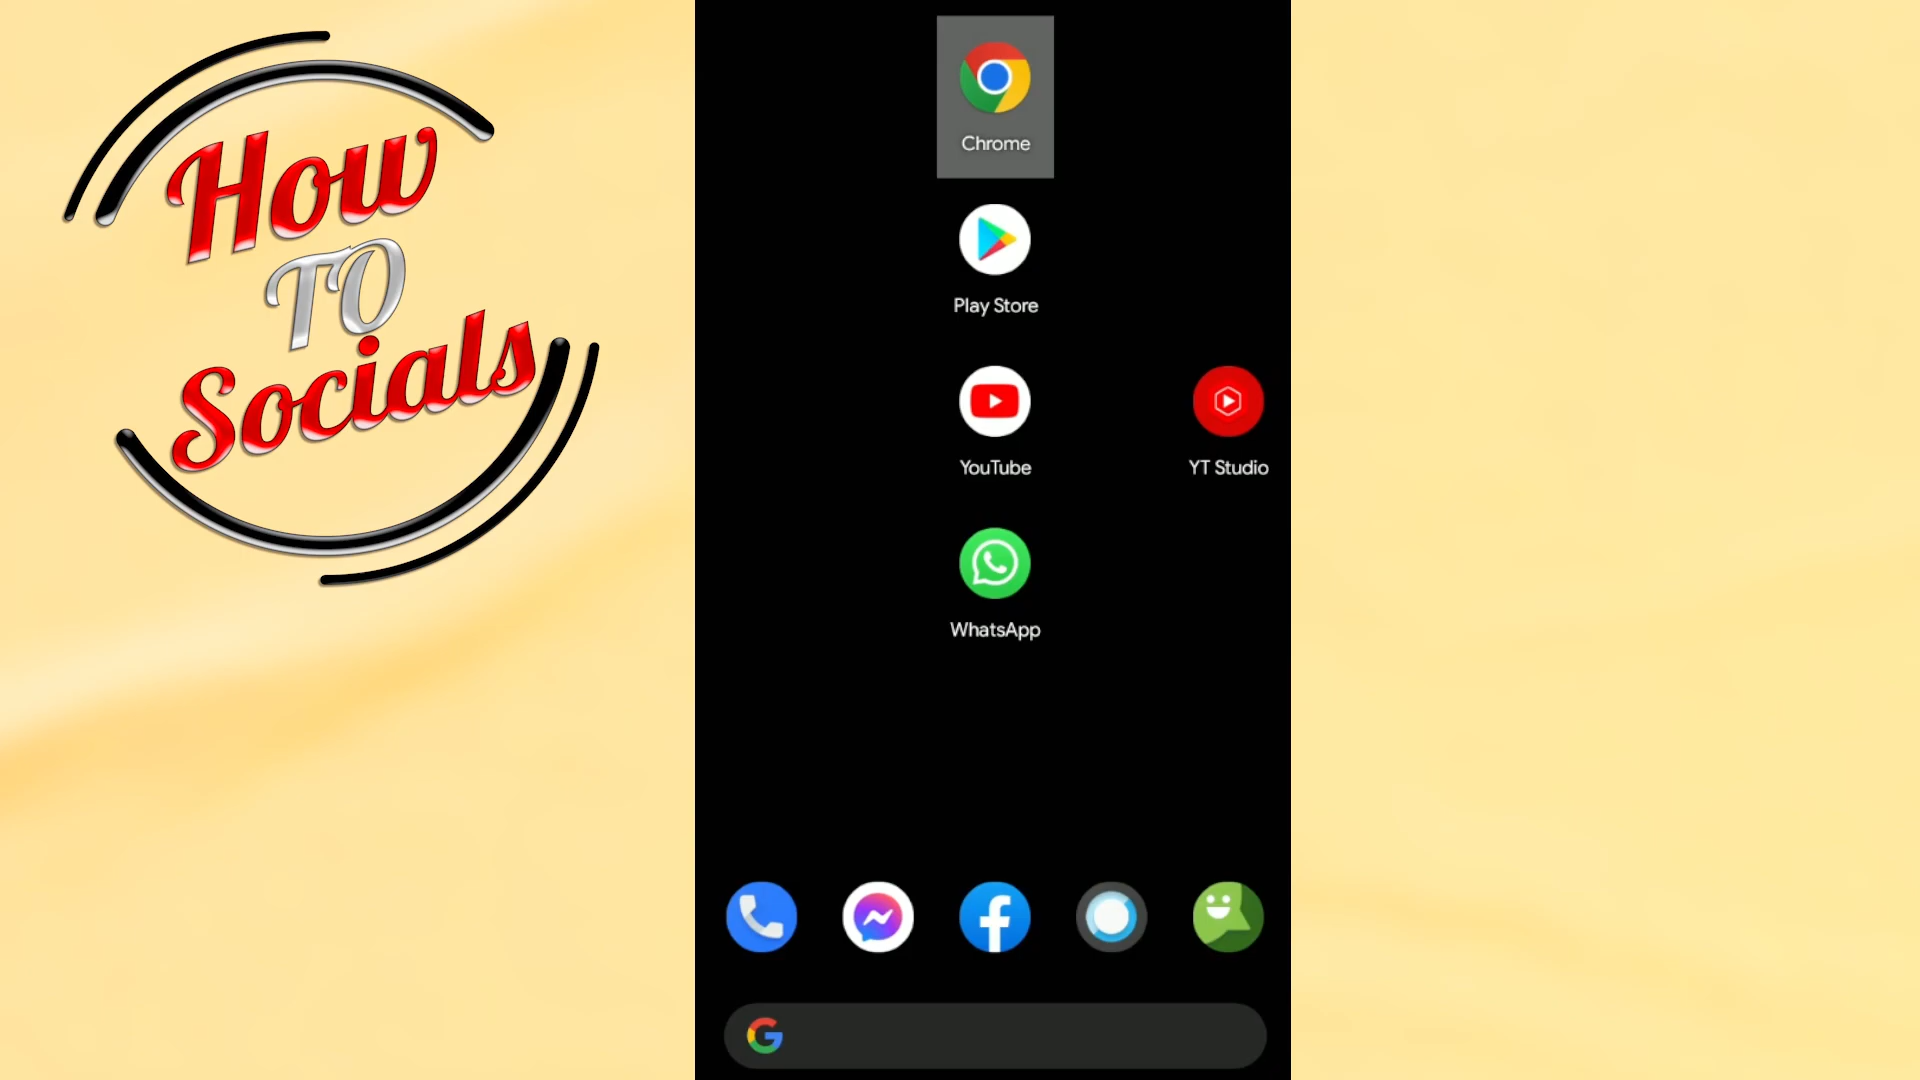 How
TO
Socials
Chrome
Play Store
YouTube
YT Studio
WhatsApp